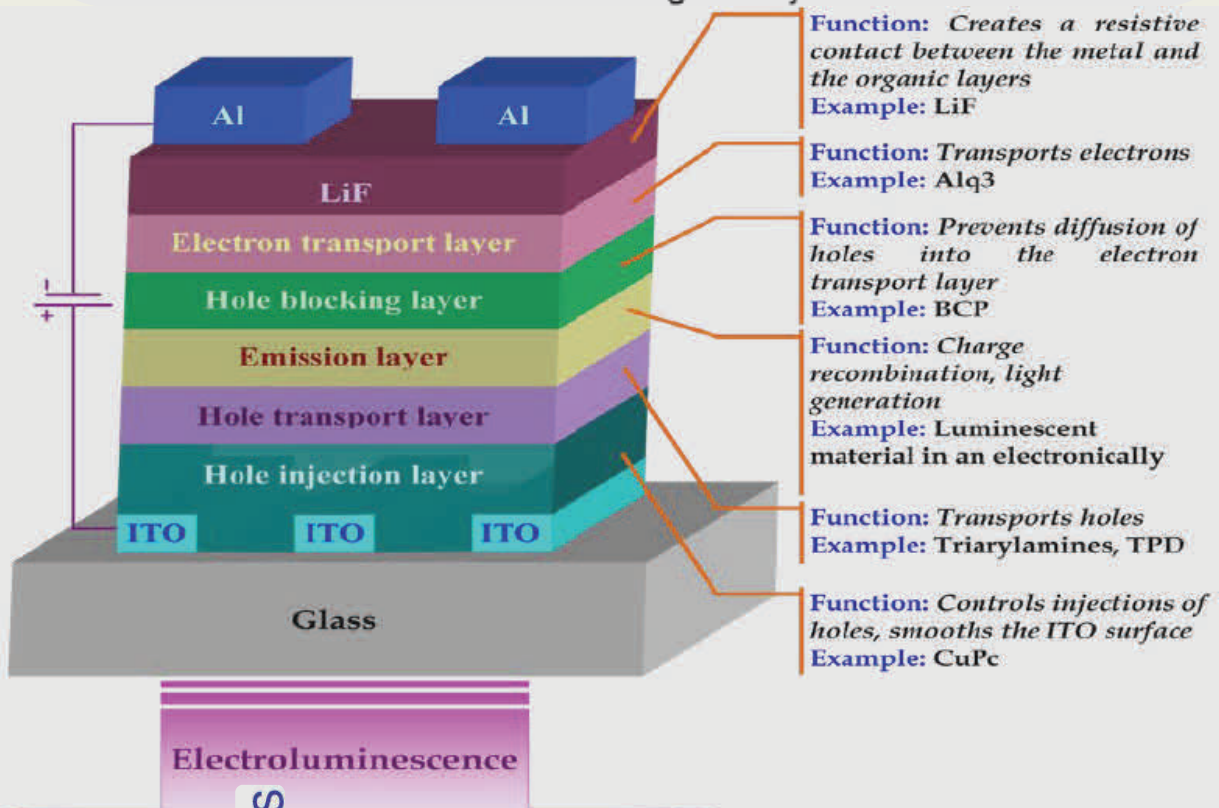 Function: Creates a resistive
contact between the metal and
the organic layers
Example: LiF
Al
Al
Function: Transports electrons
Example: Alq3
LiF
Function: Prevents diffusion of
holes into the electron
transport layer
Example: BCP
Electron transport layer
-
+
Hole blocking layer
Function: Charge
recombination, light
generation
Example: Luminescent
material in an electronically
Emission layer
Hole transport layer
Hole injection layer
Function: Transports holes
Example: Triarylamines, TPD
ITO
ITO
ITO
Function: Controls injections of
holes, smooths the ITO surface
Example: CuPc
Glass
Electroluminescence
S